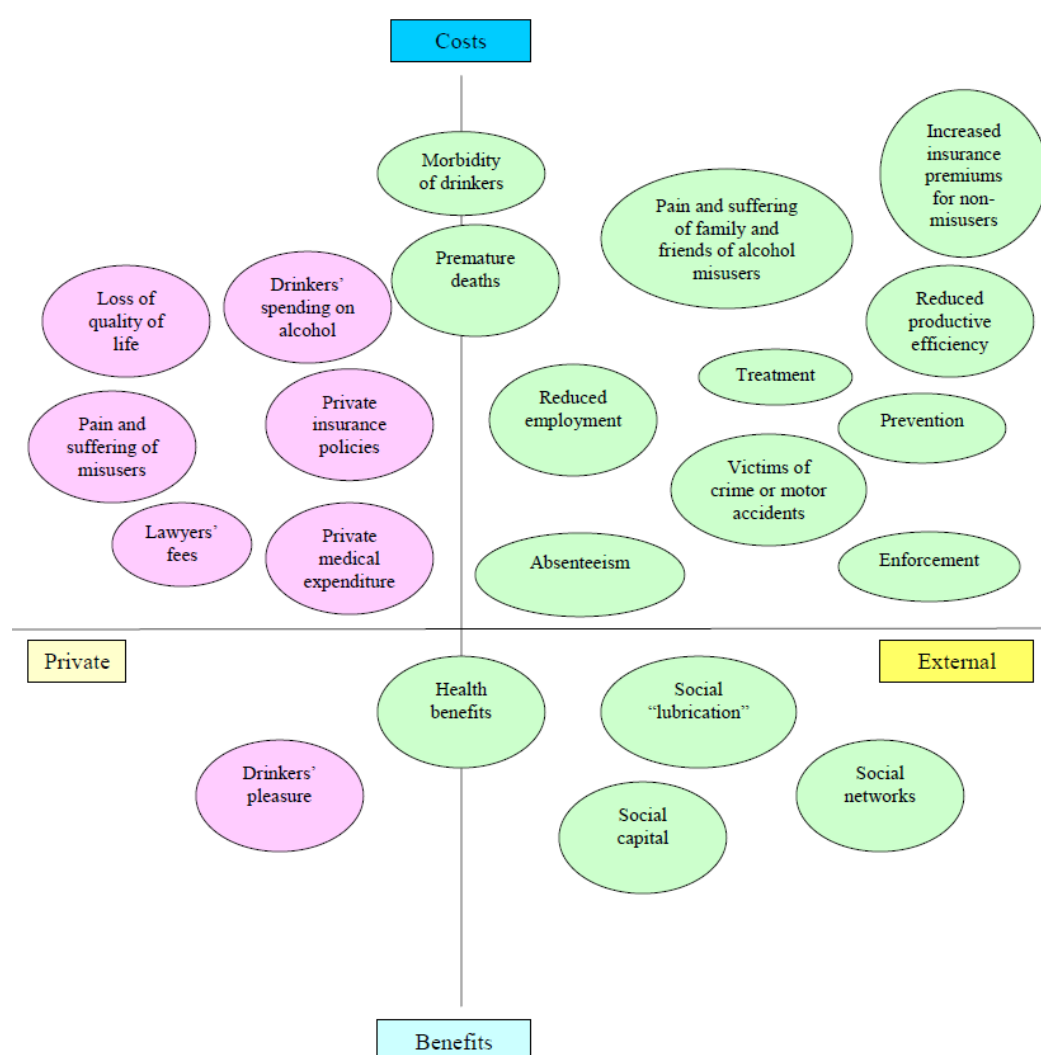 Costs
Morbidity
of drinkers
Increased
insurance
premiums
for non-
misusers
Pain and suffering
of family and
friends of alcohol
misusers
Premature
deaths
Loss of
quality of
life
Drinkers’
spending on
alcohol
Reduced
productive
efficiency
Treatment
Reduced
employment
Private
insurance
policies
Pain and
suffering of
misusers
Prevention
Victims of
crime or motor
accidents
Lawyers’
fees
Private
medical
expenditure
Absenteeism
Enforcement
Private
External
Health
benefits
Social
“lubrication”
Drinkers’
pleasure
Social
networks
Social
capital
Benefits